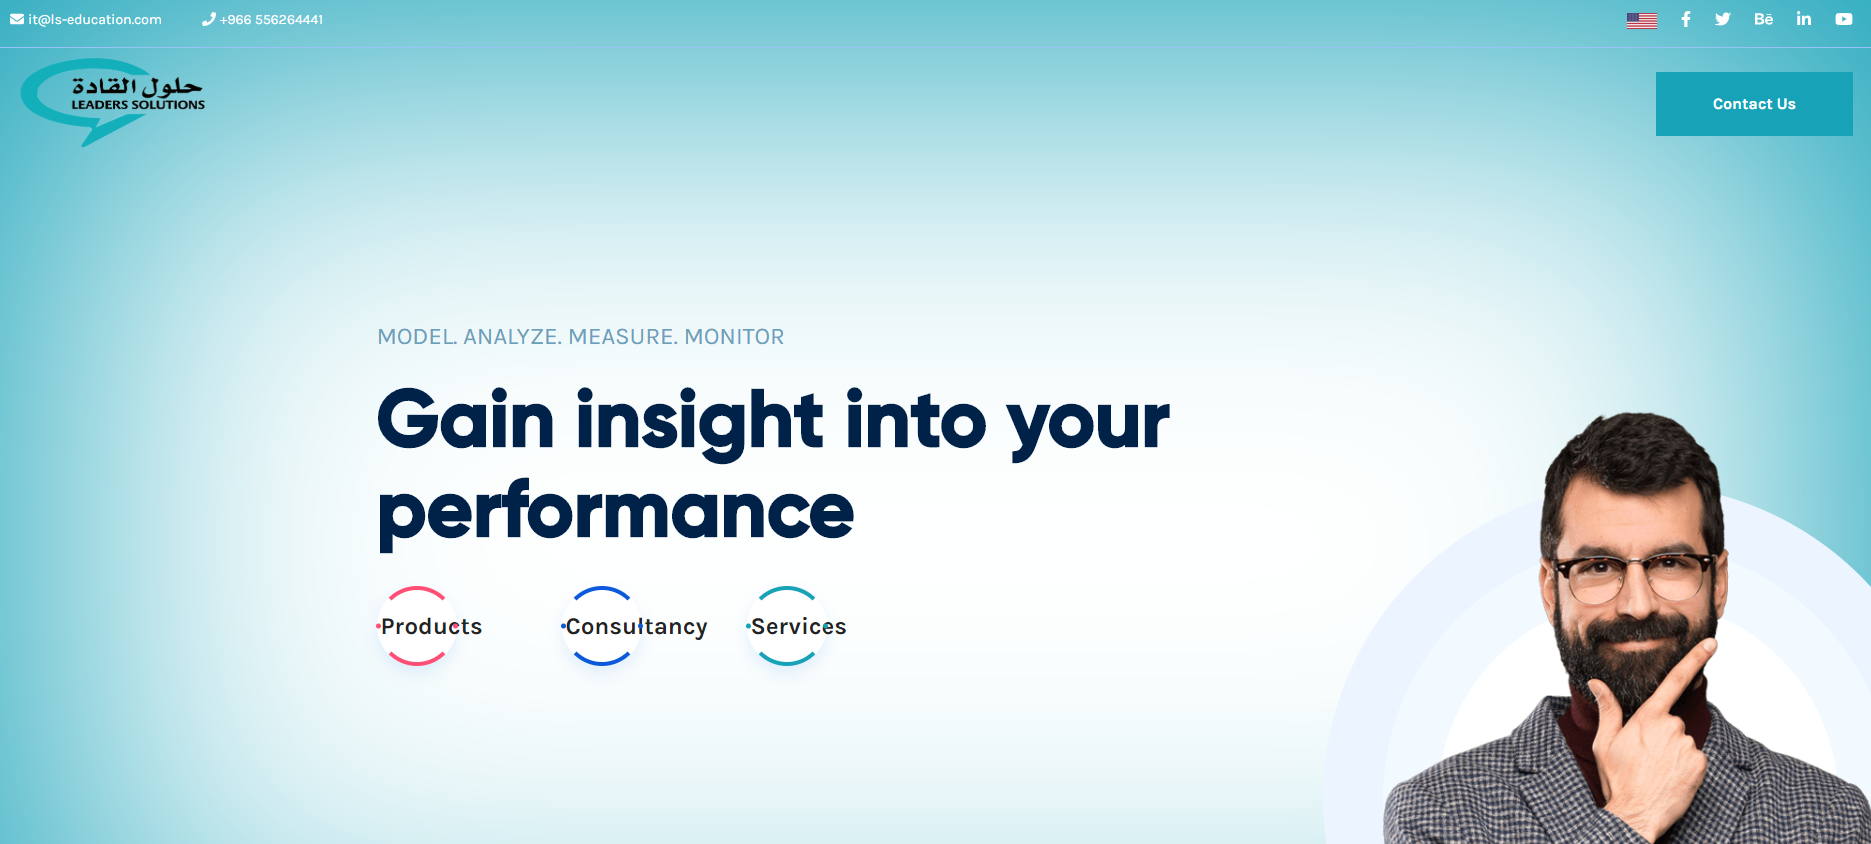 it@ls-education.com
+966 556264441
Bē
حلول القادة
LEADERS SOLUTIONS
Contact Us
MODEL. ANALYZE. MEASURE. MONITOR
Gain insight into your
performance
Products
Consultancy
Services